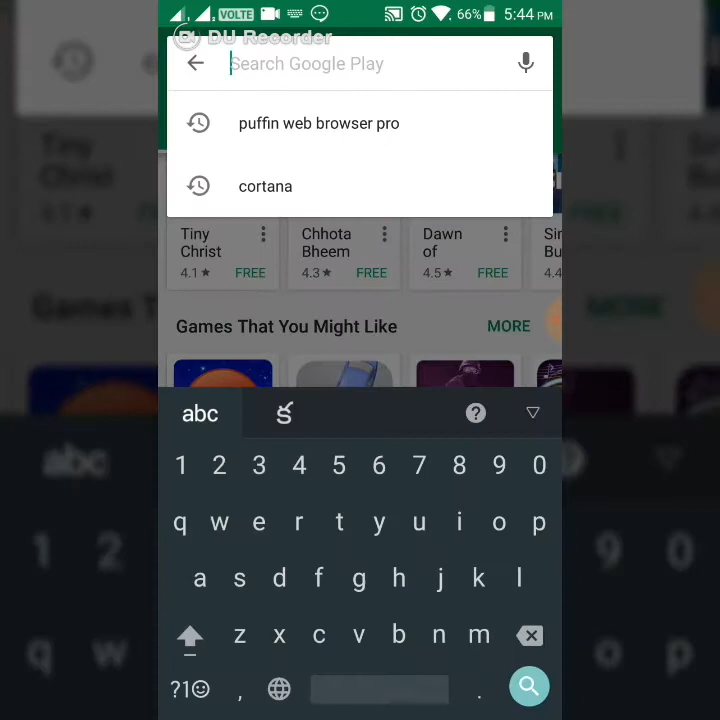 VOLTE 66% 5:44 PM
DU Recorder
Search Google Play
puffin web browser pro
cortana
Tiny Christ
4.1★ FREE
Chhota Bheem
4.3★ FREE
Dawn of
4.5★ FREE
Games That You Might Like MORE
abc క ?
1 2 3 4 5 6 7 8 9 0
q w e r t y u i o p
a s d f g h j k l
z x c v b n m
?1☺ , .